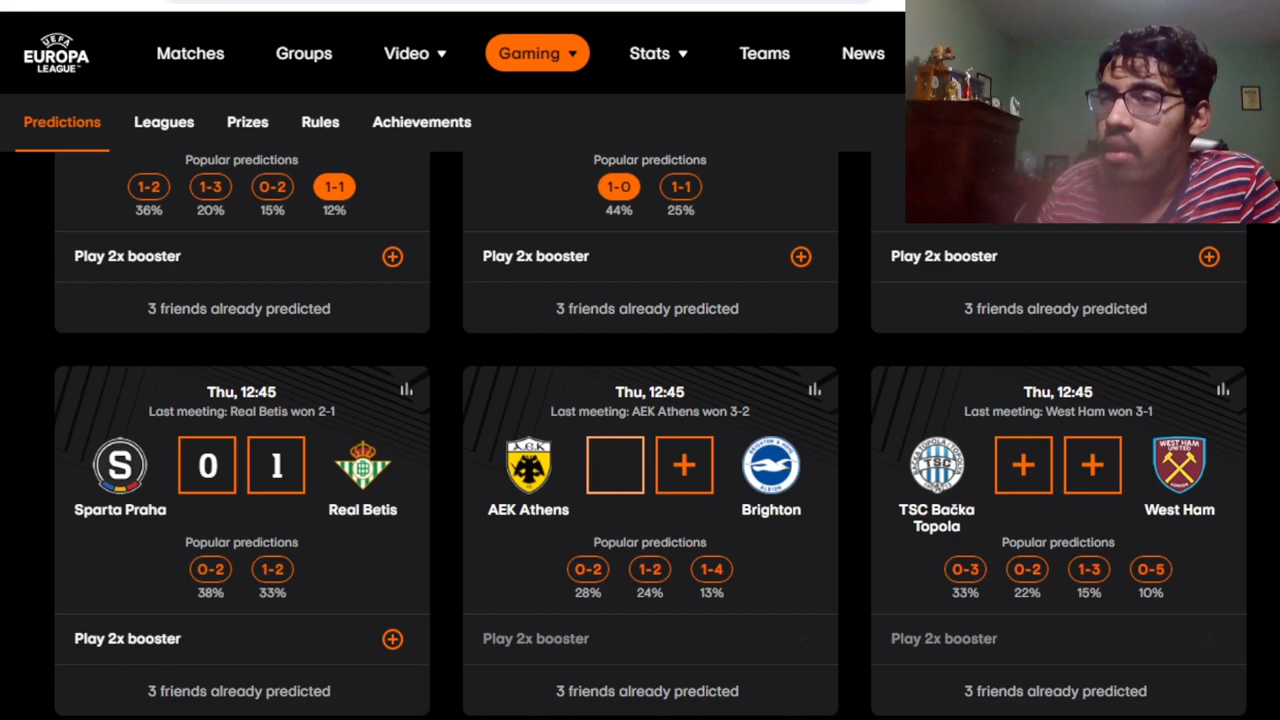 UEFA
EUROPA
LEAGUE™
Matches
Groups
Video
Gaming
Stats
Teams
News
Predictions
Leagues
Prizes
Rules
Achievements
Popular predictions
1-2 1-3 0-2 1-1
36% 20% 15% 12%
Play 2x booster
3 friends already predicted
Popular predictions
1-0 1-1
44% 25%
Play 2x booster
3 friends already predicted
Play 2x booster
3 friends already predicted
Thu, 12:45
Last meeting: Real Betis won 2-1
S
0 1
Sparta Praha
Real Betis
Popular predictions
0-2 1-2
38% 33%
Play 2x booster
3 friends already predicted
Thu, 12:45
Last meeting: AEK Athens won 3-2
+
AEK Athens
Brighton
Popular predictions
0-2 1-2 1-4
28% 24% 13%
Play 2x booster
3 friends already predicted
Thu, 12:45
Last meeting: West Ham won 3-1
TSC
+ +
WEST HAM
UNITED
LONDON
TSC Bačka
Topola
West Ham
Popular predictions
0-3 0-2 1-3 0-5
33% 22% 15% 10%
Play 2x booster
3 friends already predicted